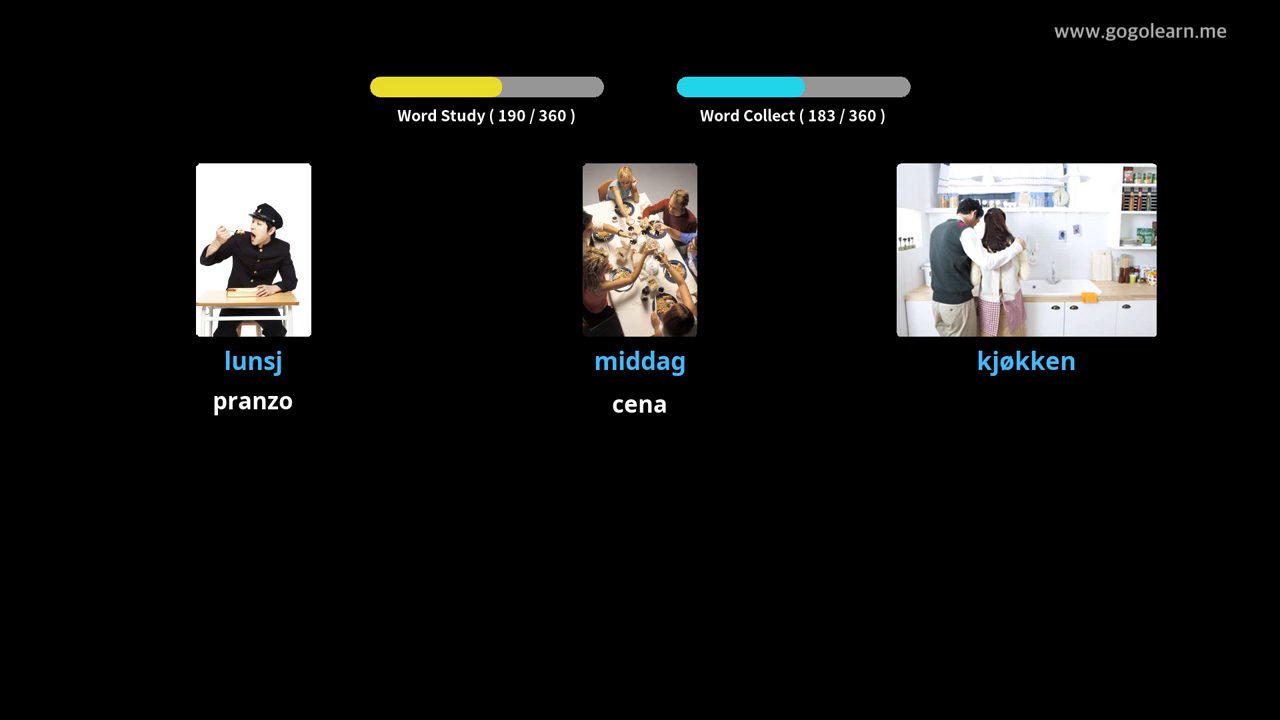 www.gogolearn.me
Word Study ( 190 / 360 )
Word Collect ( 183 / 360 )
lunsj
middag
kjøkken
pranzo
cena